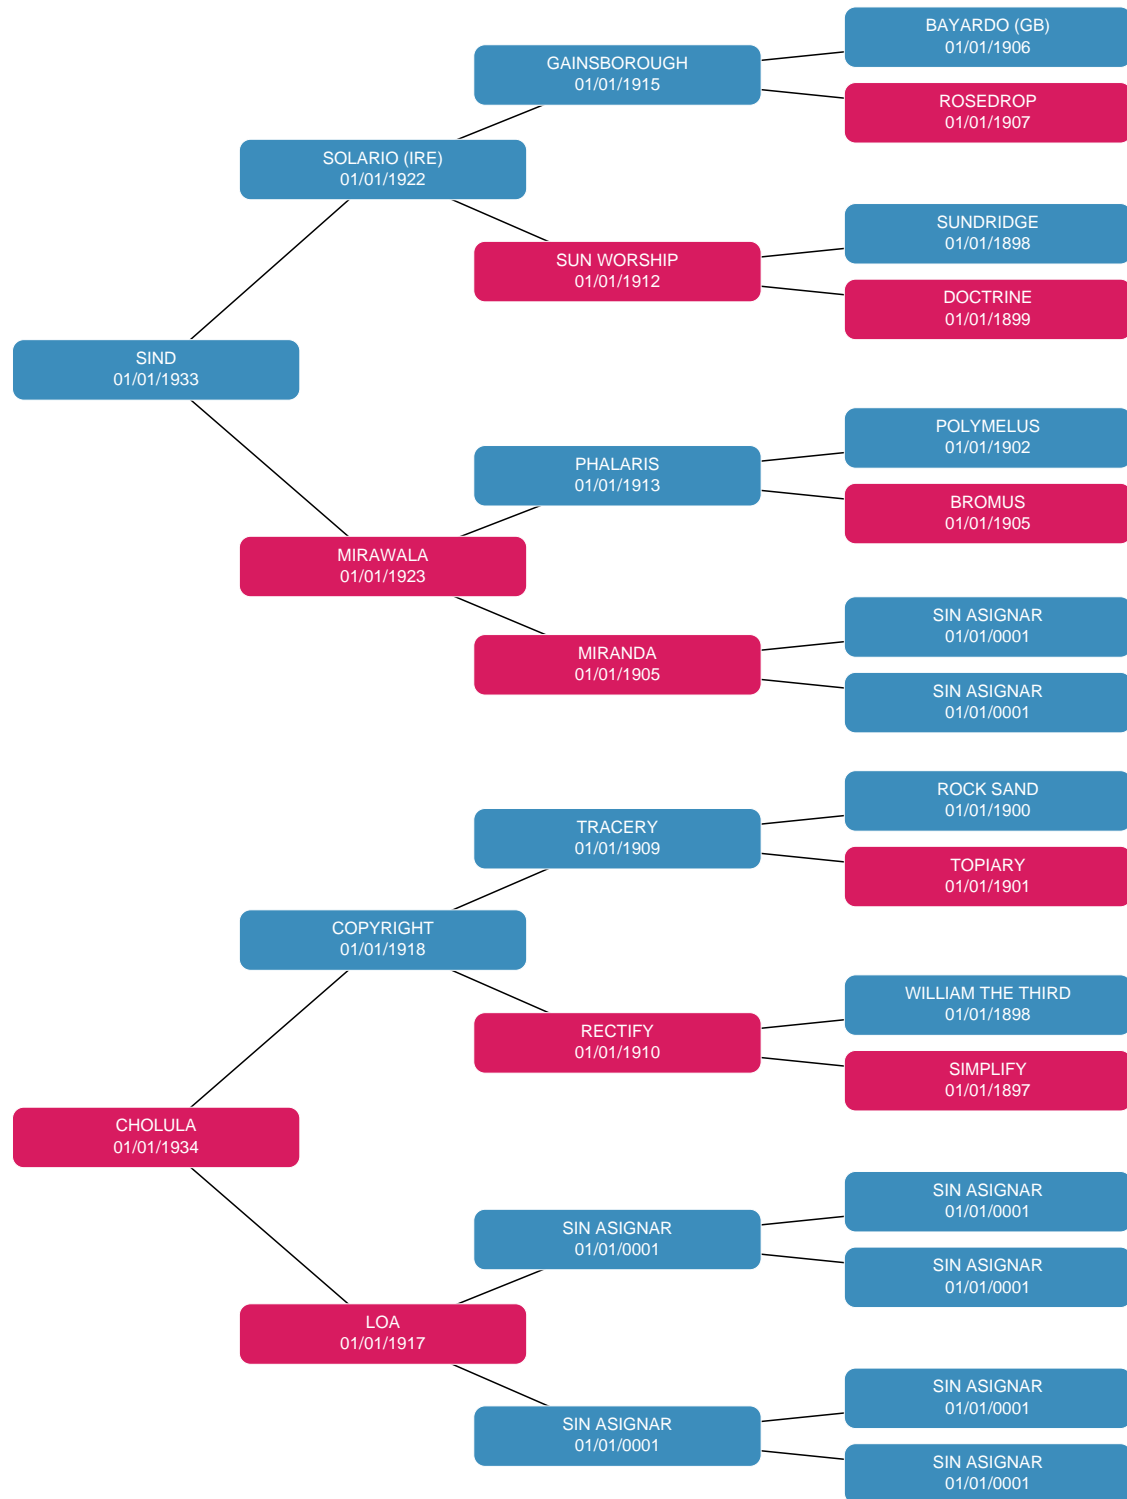 BAYARDO (GB)
01/01/1906
GAINSBOROUGH
01/01/1915
ROSEDROP
01/01/1907
SOLARIO (IRE)
01/01/1922
SUNDRIDGE
01/01/1898
SUN WORSHIP
01/01/1912
DOCTRINE
01/01/1899
SIND
01/01/1933
POLYMELUS
01/01/1902
PHALARIS
01/01/1913
BROMUS
01/01/1905
MIRAWALA
01/01/1923
SIN ASIGNAR
01/01/0001
MIRANDA
01/01/1905
SIN ASIGNAR
01/01/0001
ROCK SAND
01/01/1900
TRACERY
01/01/1909
TOPIARY
01/01/1901
COPYRIGHT
01/01/1918
WILLIAM THE THIRD
01/01/1898
RECTIFY
01/01/1910
SIMPLIFY
01/01/1897
CHOLULA
01/01/1934
SIN ASIGNAR
01/01/0001
SIN ASIGNAR
01/01/0001
SIN ASIGNAR
01/01/0001
LOA
01/01/1917
SIN ASIGNAR
01/01/0001
SIN ASIGNAR
01/01/0001
SIN ASIGNAR
01/01/0001